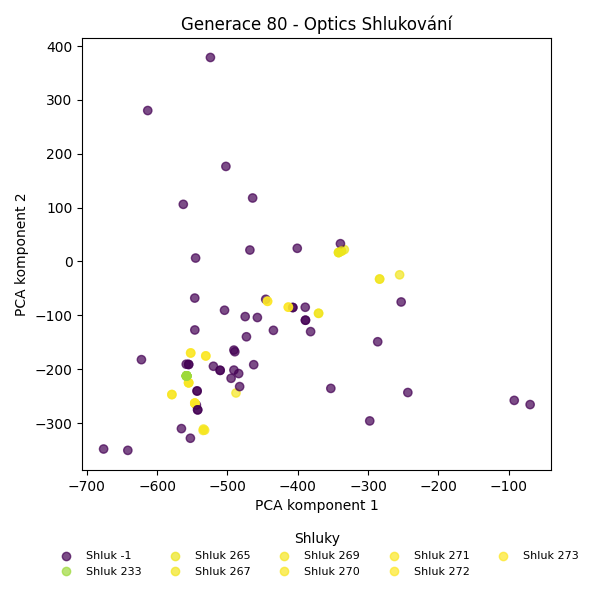 Generace 80 - Optics Shlukování
400
300
200
100
0
−100
−200
−300
PCA komponent 2
−700 −600 −500 −400 −300 −200 −100
PCA komponent 1
Shluky
Shluk -1 Shluk 265 Shluk 269 Shluk 271 Shluk 273
Shluk 233 Shluk 267 Shluk 270 Shluk 272